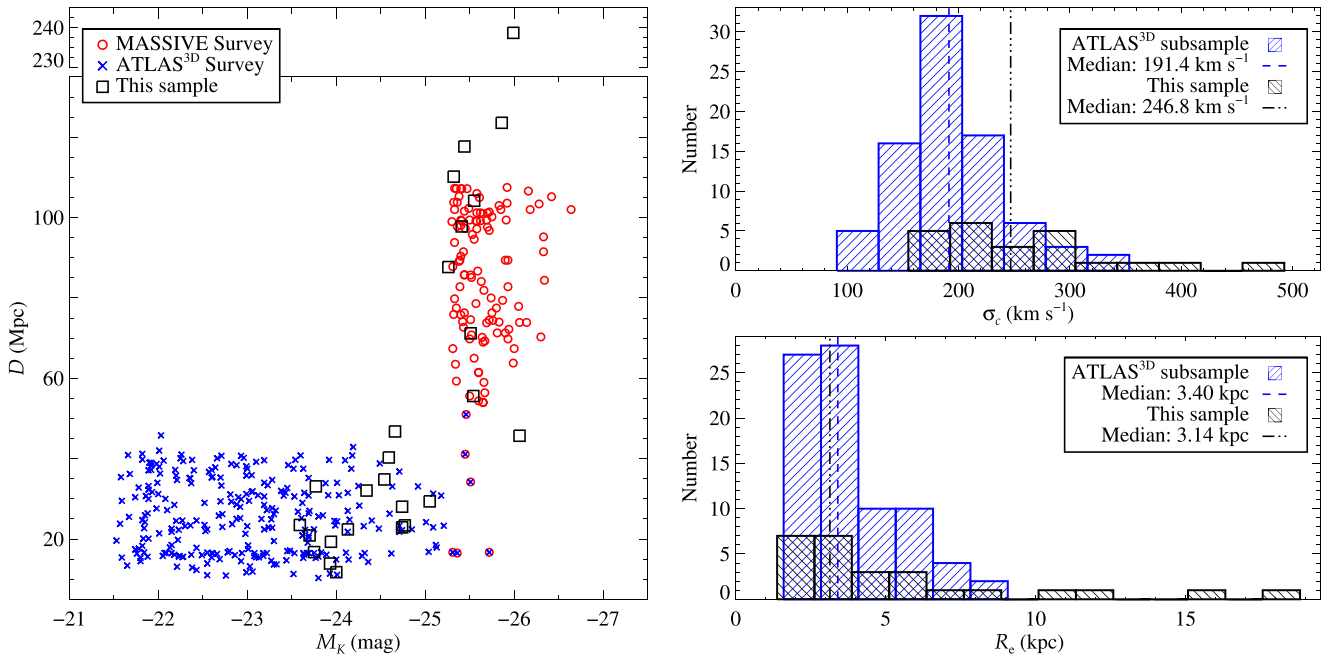 240
230
MASSIVE Survey
ATLAS³ᴰ Survey
This sample
100
60
20
D (Mpc)
−21 −22 −23 −24 −25 −26 −27
M_K (mag)
30
25
20
15
10
5
0
Number
ATLAS³ᴰ subsample
Median: 191.4 km s⁻¹
This sample
Median: 246.8 km s⁻¹
0 100 200 300 400 500
σ_c (km s⁻¹)
25
20
15
10
5
0
Number
ATLAS³ᴰ subsample
Median: 3.40 kpc
This sample
Median: 3.14 kpc
0 5 10 15
R_e (kpc)